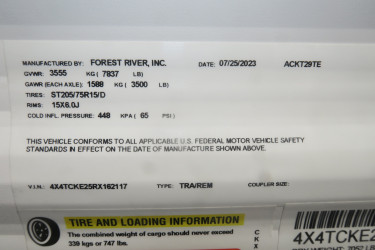 MANUFACTURED BY: FOREST RIVER, INC. DATE: 07/25/2023 ACKT29TE
GVWR: 3555 KG ( 7837 LB)
GAWR (EACH AXLE): 1588 KG ( 3500 LB)
TIRES: ST205/75R15/D
RIMS: 15X6.0J
COLD INFL. PRESSURE: 448 KPA ( 65 PSI)
THIS VEHICLE CONFORMS TO ALL APPLICABLE U.S. FEDERAL MOTOR VEHICLE SAFETY
STANDARDS IN EFFECT ON THE DATE OF MANUFACTURE SHOWN ABOVE.
V.I.N.: 4X4TCKE25RX162117 TYPE: TRA/REM COUPLER SIZE:
TIRE AND LOADING INFORMATION
The combined weight of cargo should never exceed
339 kgs or 747 lbs.
C
K
X
4X4TCKE2